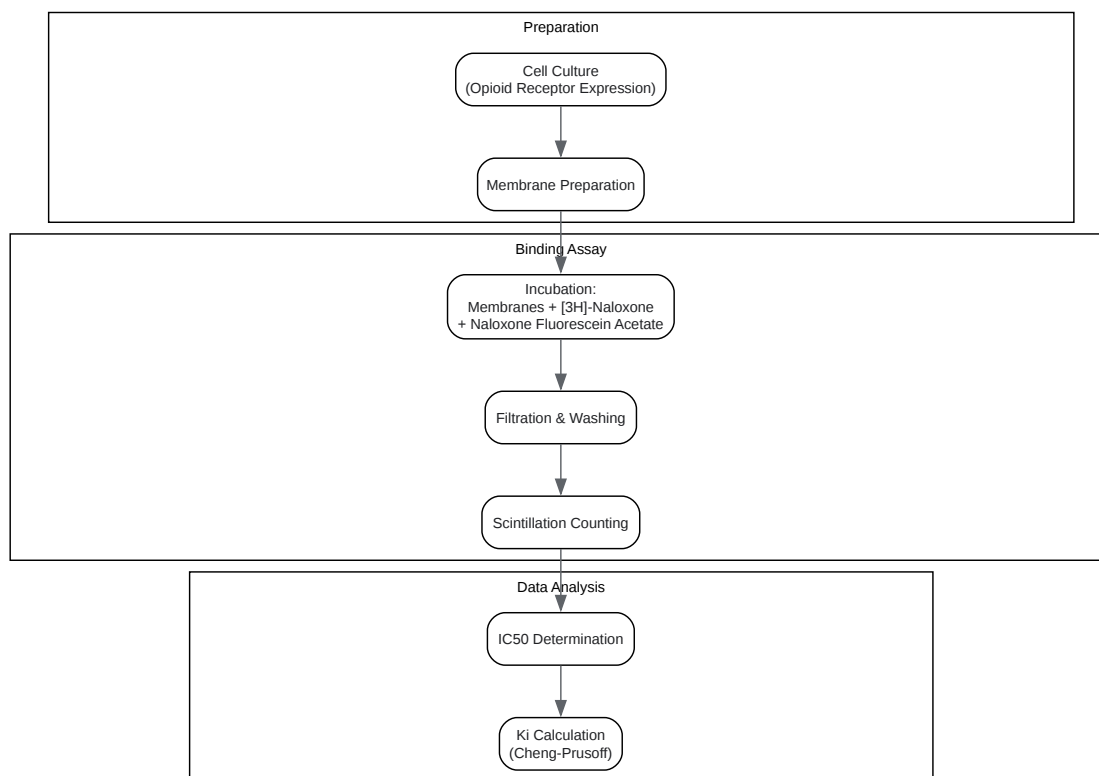 Preparation
Cell Culture
(Opioid Receptor Expression)
Membrane Preparation
Binding Assay
Incubation:
Membranes + [3H]-Naloxone
+ Naloxone Fluorescein Acetate
Filtration & Washing
Scintillation Counting
Data Analysis
IC50 Determination
Ki Calculation
(Cheng-Prusoff)